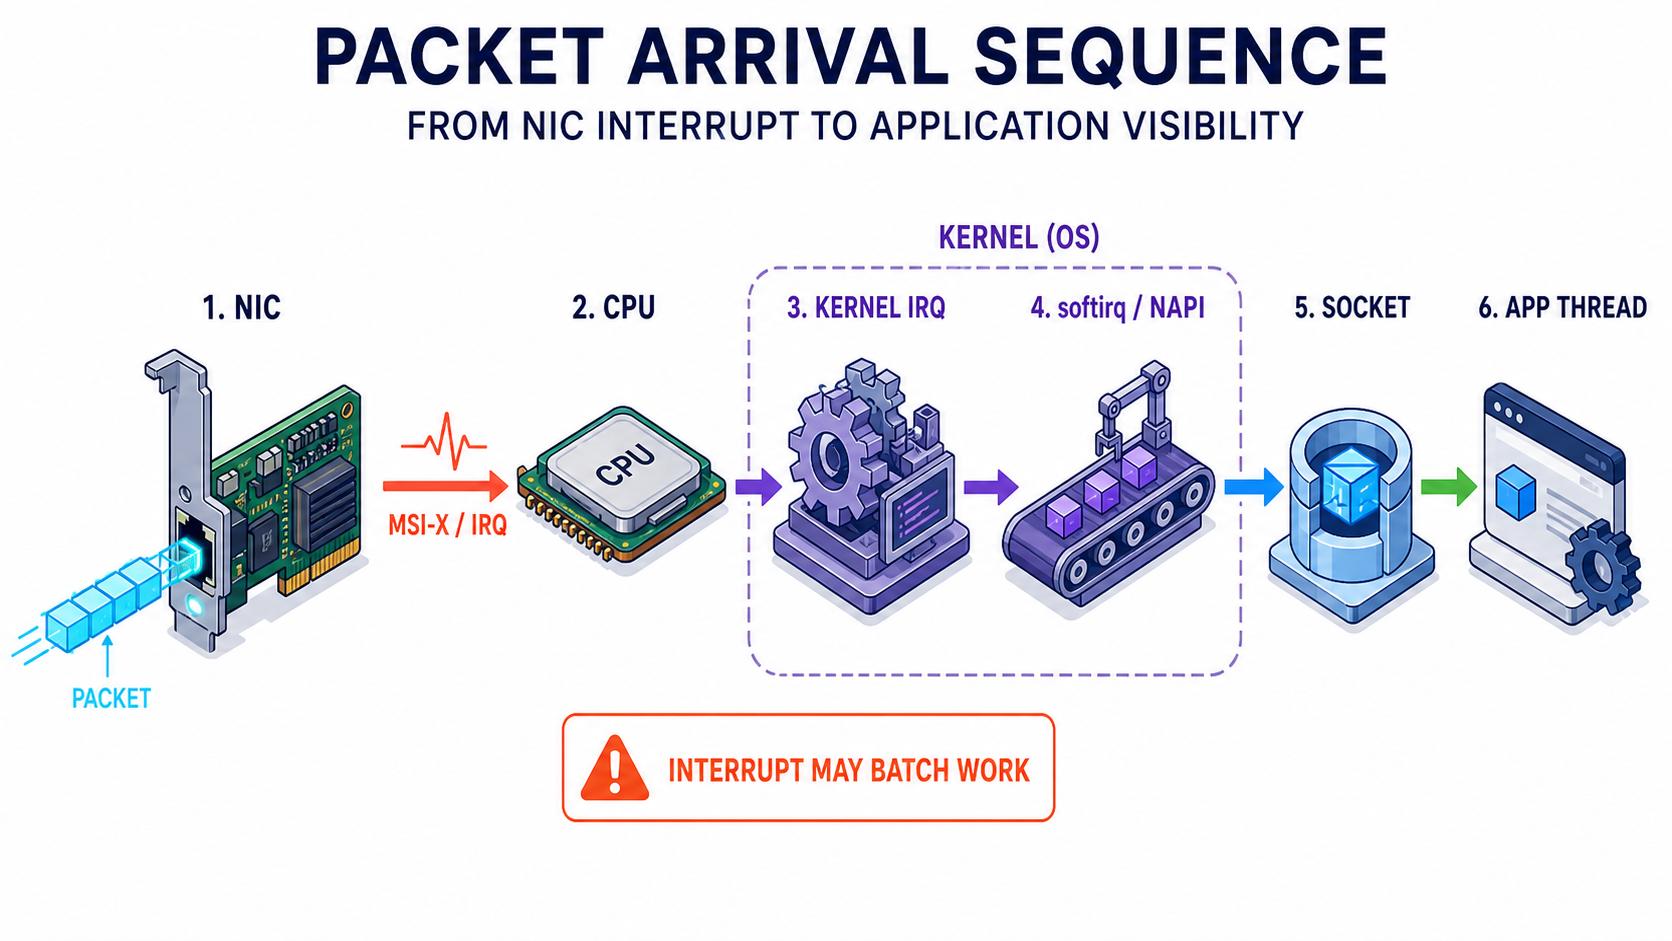 PACKET ARRIVAL SEQUENCE
FROM NIC INTERRUPT TO APPLICATION VISIBILITY
KERNEL (OS)
1. NIC
2. CPU
3. KERNEL IRQ
4. softirq / NAPI
5. SOCKET
6. APP THREAD
CPU
MSI-X / IRQ
PACKET
INTERRUPT MAY BATCH WORK